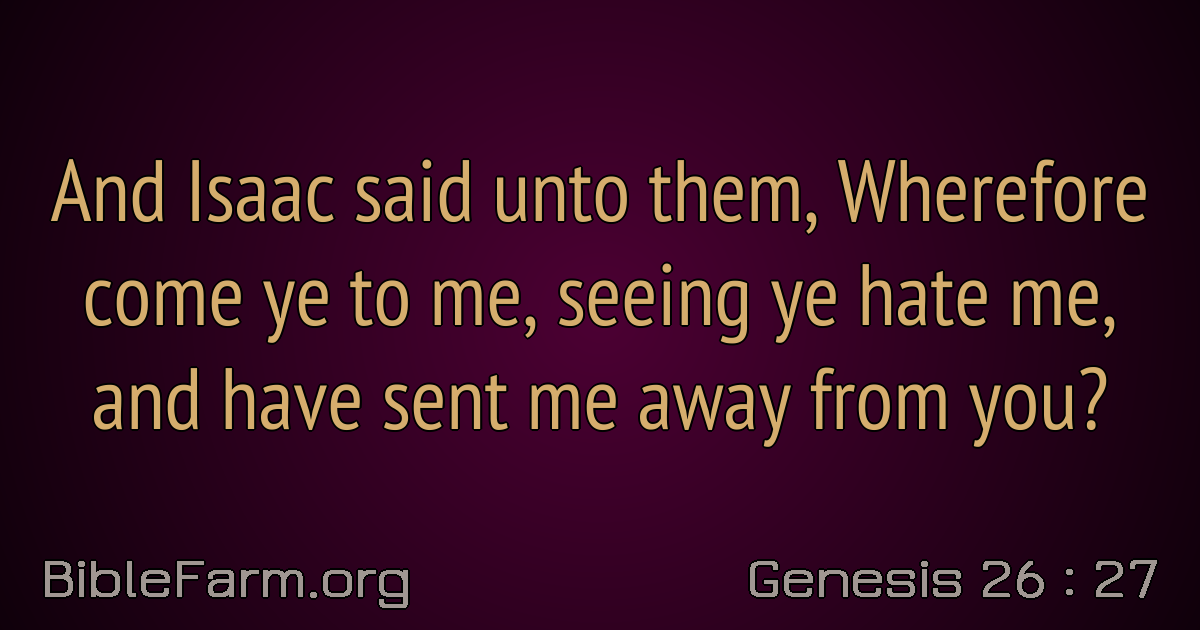 And Isaac said unto them, Wherefore
come ye to me, seeing ye hate me,
and have sent me away from you?
BibleFarm.org
Genesis 26 : 27